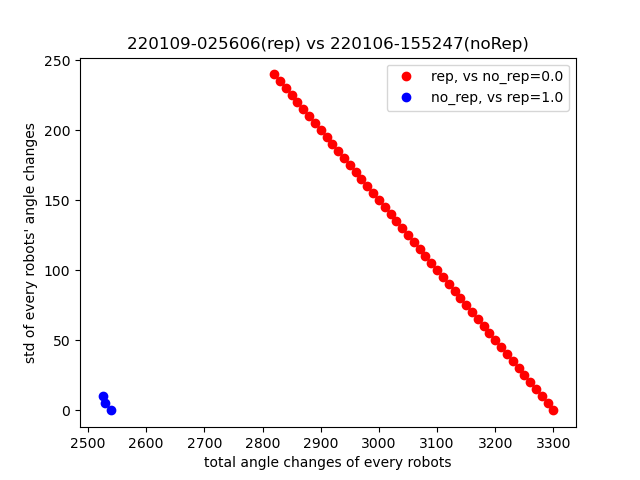 220109-025606(rep) vs 220106-155247(noRep)
rep, vs no_rep=0.0
no_rep, vs rep=1.0
std of every robots' angle changes
250
200
150
100
50
0
2500 2600 2700 2800 2900 3000 3100 3200 3300
total angle changes of every robots